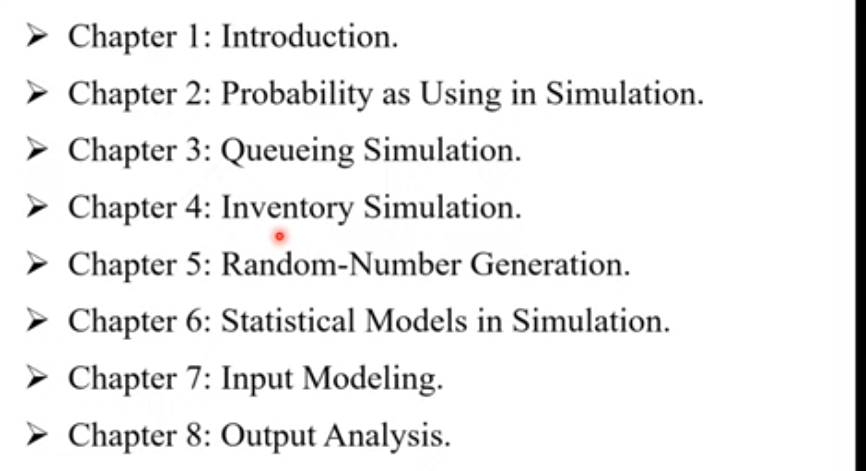 ➢ Chapter 1: Introduction.
➢ Chapter 2: Probability as Using in Simulation.
➢ Chapter 3: Queueing Simulation.
➢ Chapter 4: Inventory Simulation.
➢ Chapter 5: Random-Number Generation.
➢ Chapter 6: Statistical Models in Simulation.
➢ Chapter 7: Input Modeling.
➢ Chapter 8: Output Analysis.